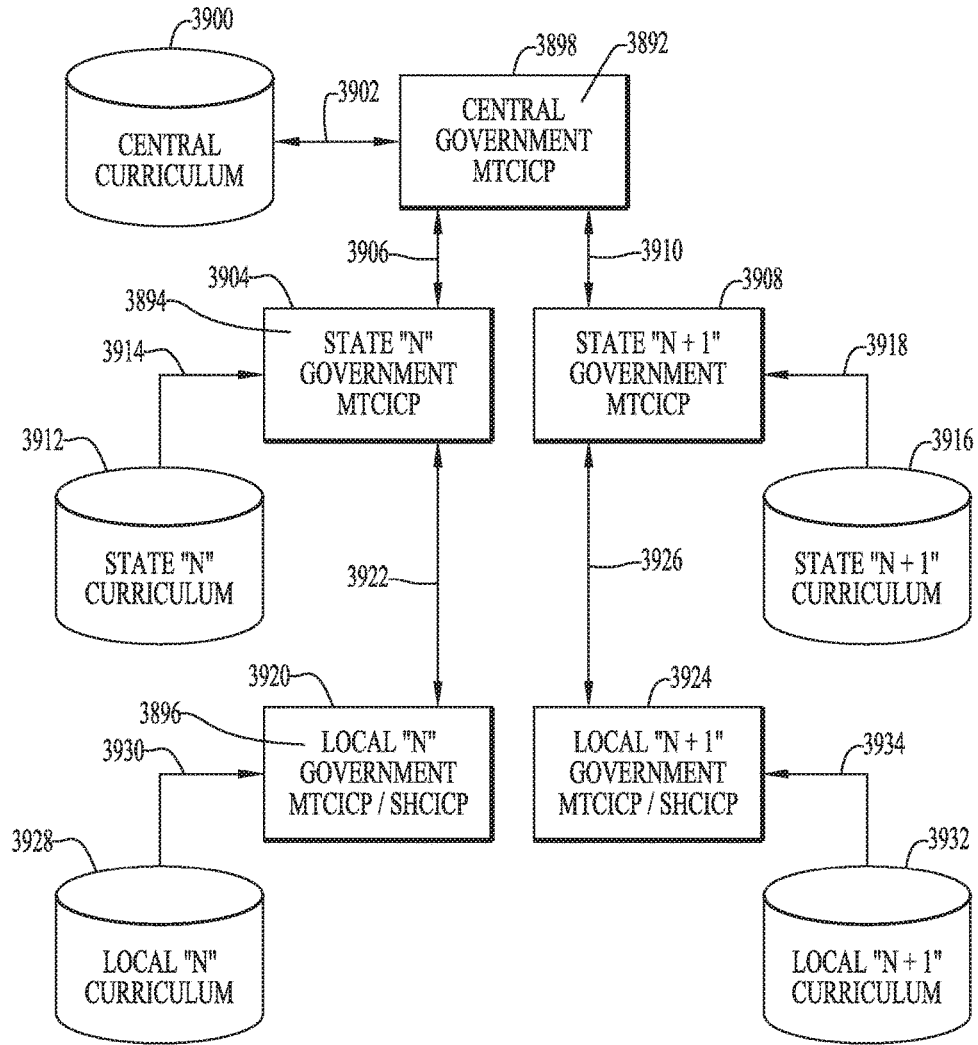 3900
3898
3892
3902
CENTRAL
CURRICULUM
CENTRAL
GOVERNMENT
MTCICP
3906
3910
3904
3908
3894
3914
STATE "N"
GOVERNMENT
MTCICP
STATE "N + 1"
GOVERNMENT
MTCICP
3918
3912
3916
STATE "N"
CURRICULUM
3922
3926
STATE "N + 1"
CURRICULUM
3920
3924
3896
3930
LOCAL "N"
GOVERNMENT
MTCICP / SHCICP
LOCAL "N + 1"
GOVERNMENT
MTCICP / SHCICP
3934
3928
3932
LOCAL "N"
CURRICULUM
LOCAL "N + 1"
CURRICULUM